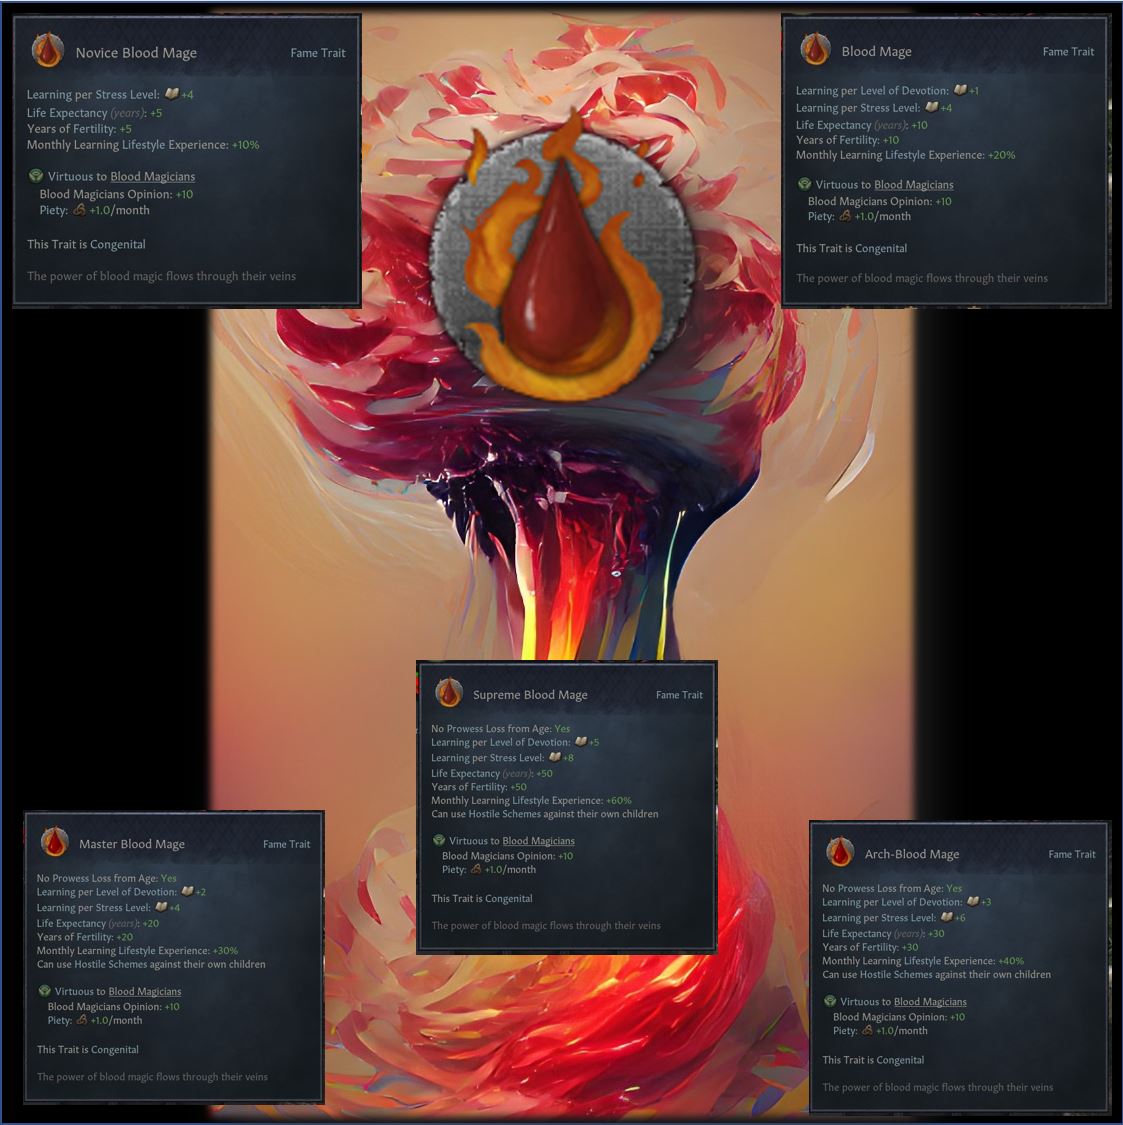 Novice Blood Mage
Fame Trait
Learning per Stress Level: +4
Life Expectancy (years): +5
Years of Fertility: +5
Monthly Learning Lifestyle Experience: +10%
Virtuous to Blood Magicians
Blood Magicians Opinion: +10
Piety: +1.0/month
This Trait is Congenital
The power of blood magic flows through their veins
Blood Mage
Fame Trait
Learning per Level of Devotion: +1
Learning per Stress Level: +4
Life Expectancy (years): +10
Years of Fertility: +10
Monthly Learning Lifestyle Experience: +20%
Virtuous to Blood Magicians
Blood Magicians Opinion: +10
Piety: +1.0/month
This Trait is Congenital
The power of blood magic flows through their veins
Supreme Blood Mage
Fame Trait
No Prowess Loss from Age: Yes
Learning per Level of Devotion: +5
Learning per Stress Level: +8
Life Expectancy (years): +50
Years of Fertility: +50
Monthly Learning Lifestyle Experience: +60%
Can use Hostile Schemes against their own children
Virtuous to Blood Magicians
Blood Magicians Opinion: +10
Piety: +1.0/month
This Trait is Congenital
The power of blood magic flows through their veins
Master Blood Mage
Fame Trait
No Prowess Loss from Age: Yes
Learning per Level of Devotion: +2
Learning per Stress Level: +4
Life Expectancy (years): +20
Years of Fertility: +20
Monthly Learning Lifestyle Experience: +30%
Can use Hostile Schemes against their own children
Virtuous to Blood Magicians
Blood Magicians Opinion: +10
Piety: +1.0/month
This Trait is Congenital
The power of blood magic flows through their veins
Arch-Blood Mage
Fame Trait
No Prowess Loss from Age: Yes
Learning per Level of Devotion: +3
Learning per Stress Level: +6
Life Expectancy (years): +30
Years of Fertility: +30
Monthly Learning Lifestyle Experience: +40%
Can use Hostile Schemes against their own children
Virtuous to Blood Magicians
Blood Magicians Opinion: +10
Piety: +1.0/month
This Trait is Congenital
The power of blood magic flows through their veins